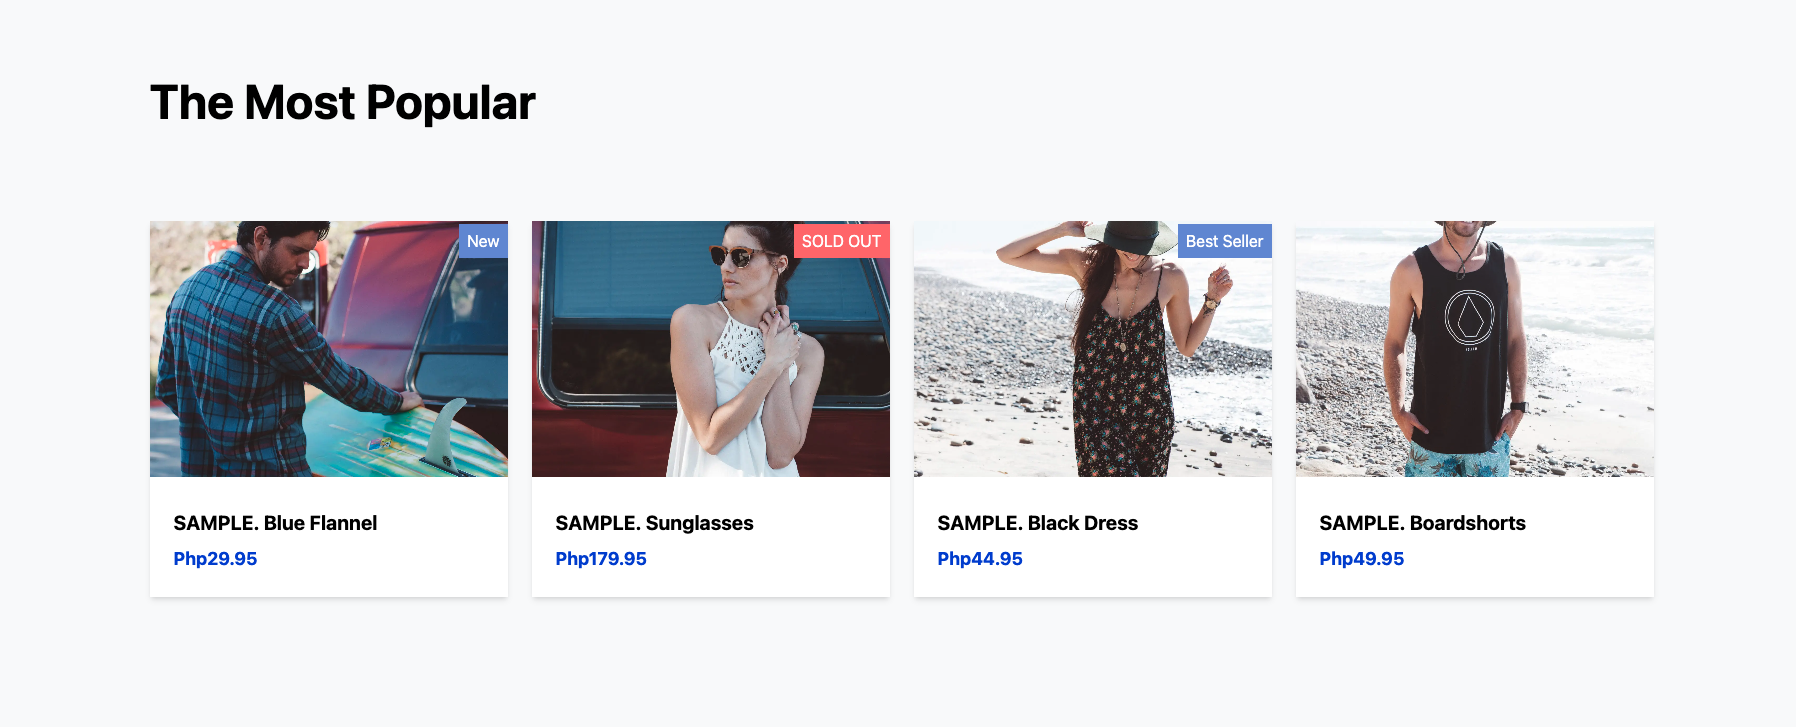 The Most Popular
New
SOLD OUT
Best Seller
SAMPLE. Blue Flannel
Php29.95
SAMPLE. Sunglasses
Php179.95
SAMPLE. Black Dress
Php44.95
SAMPLE. Boardshorts
Php49.95